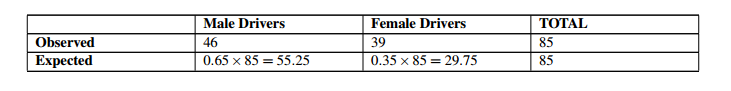 Male Drivers Female Drivers TOTAL
Observed 46 39 85
Expected 0.65 × 85 = 55.25 0.35 × 85 = 29.75 85